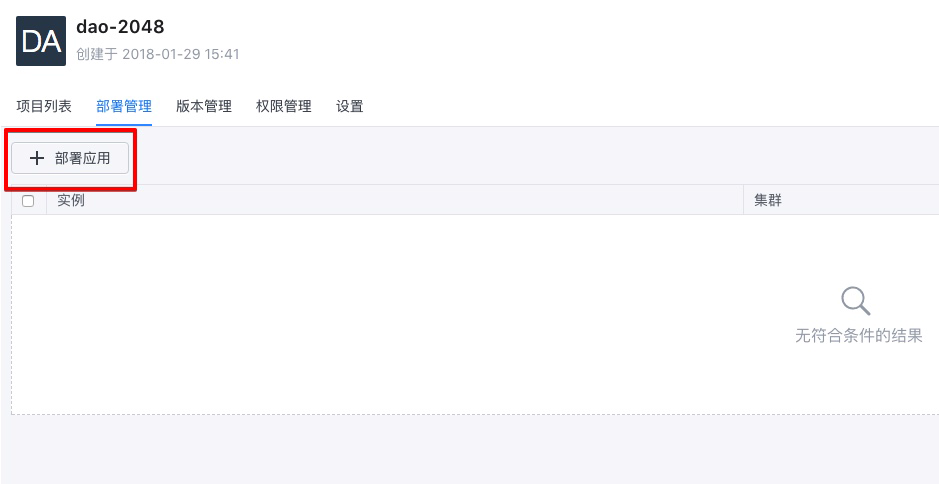 DA
dao-2048
创建于 2018-01-29 15:41
项目列表 部署管理 版本管理 权限管理 设置
部署应用
实例 集群
无符合条件的结果